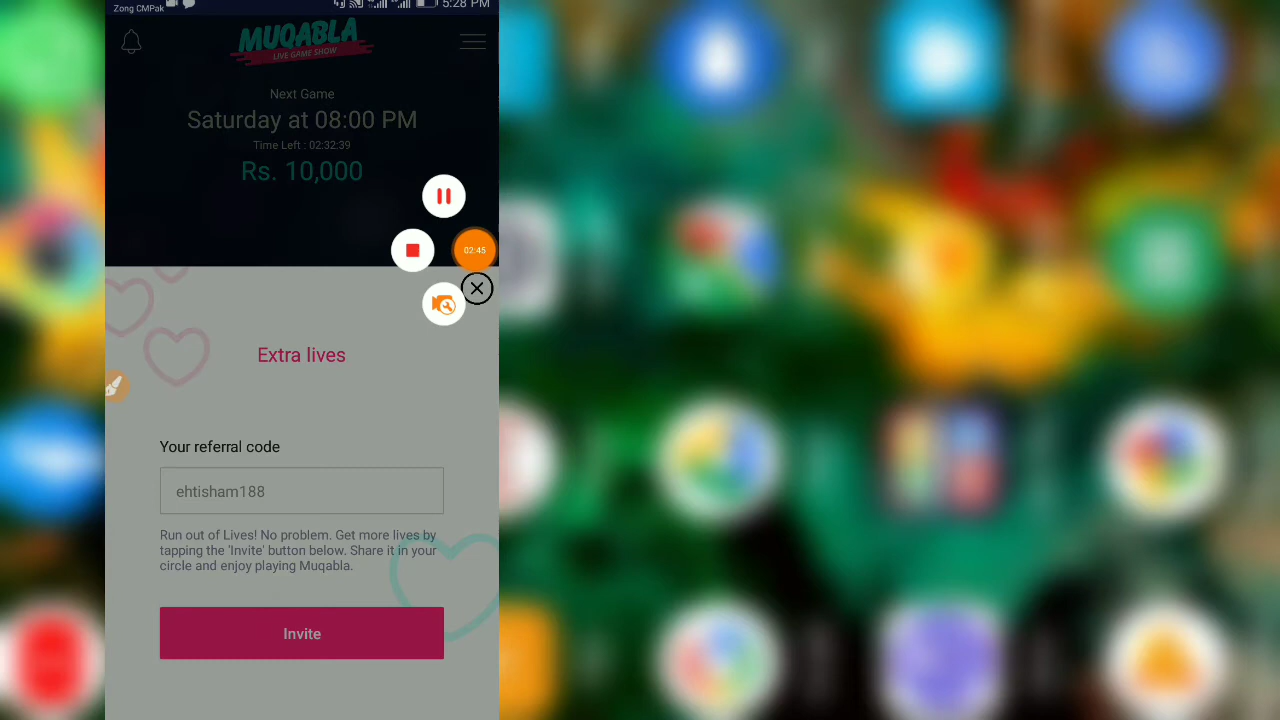 Zong CMPak
5:28 PM
MUQABLA
LIVE GAME SHOW
Next Game
Saturday at 08:00 PM
Time Left : 02:32:39
Rs. 10,000
02:45
Extra lives
Your referral code
ehtisham188
Run out of Lives! No problem. Get more lives by
tapping the 'Invite' button below. Share it in your
circle and enjoy playing Muqabla.
Invite